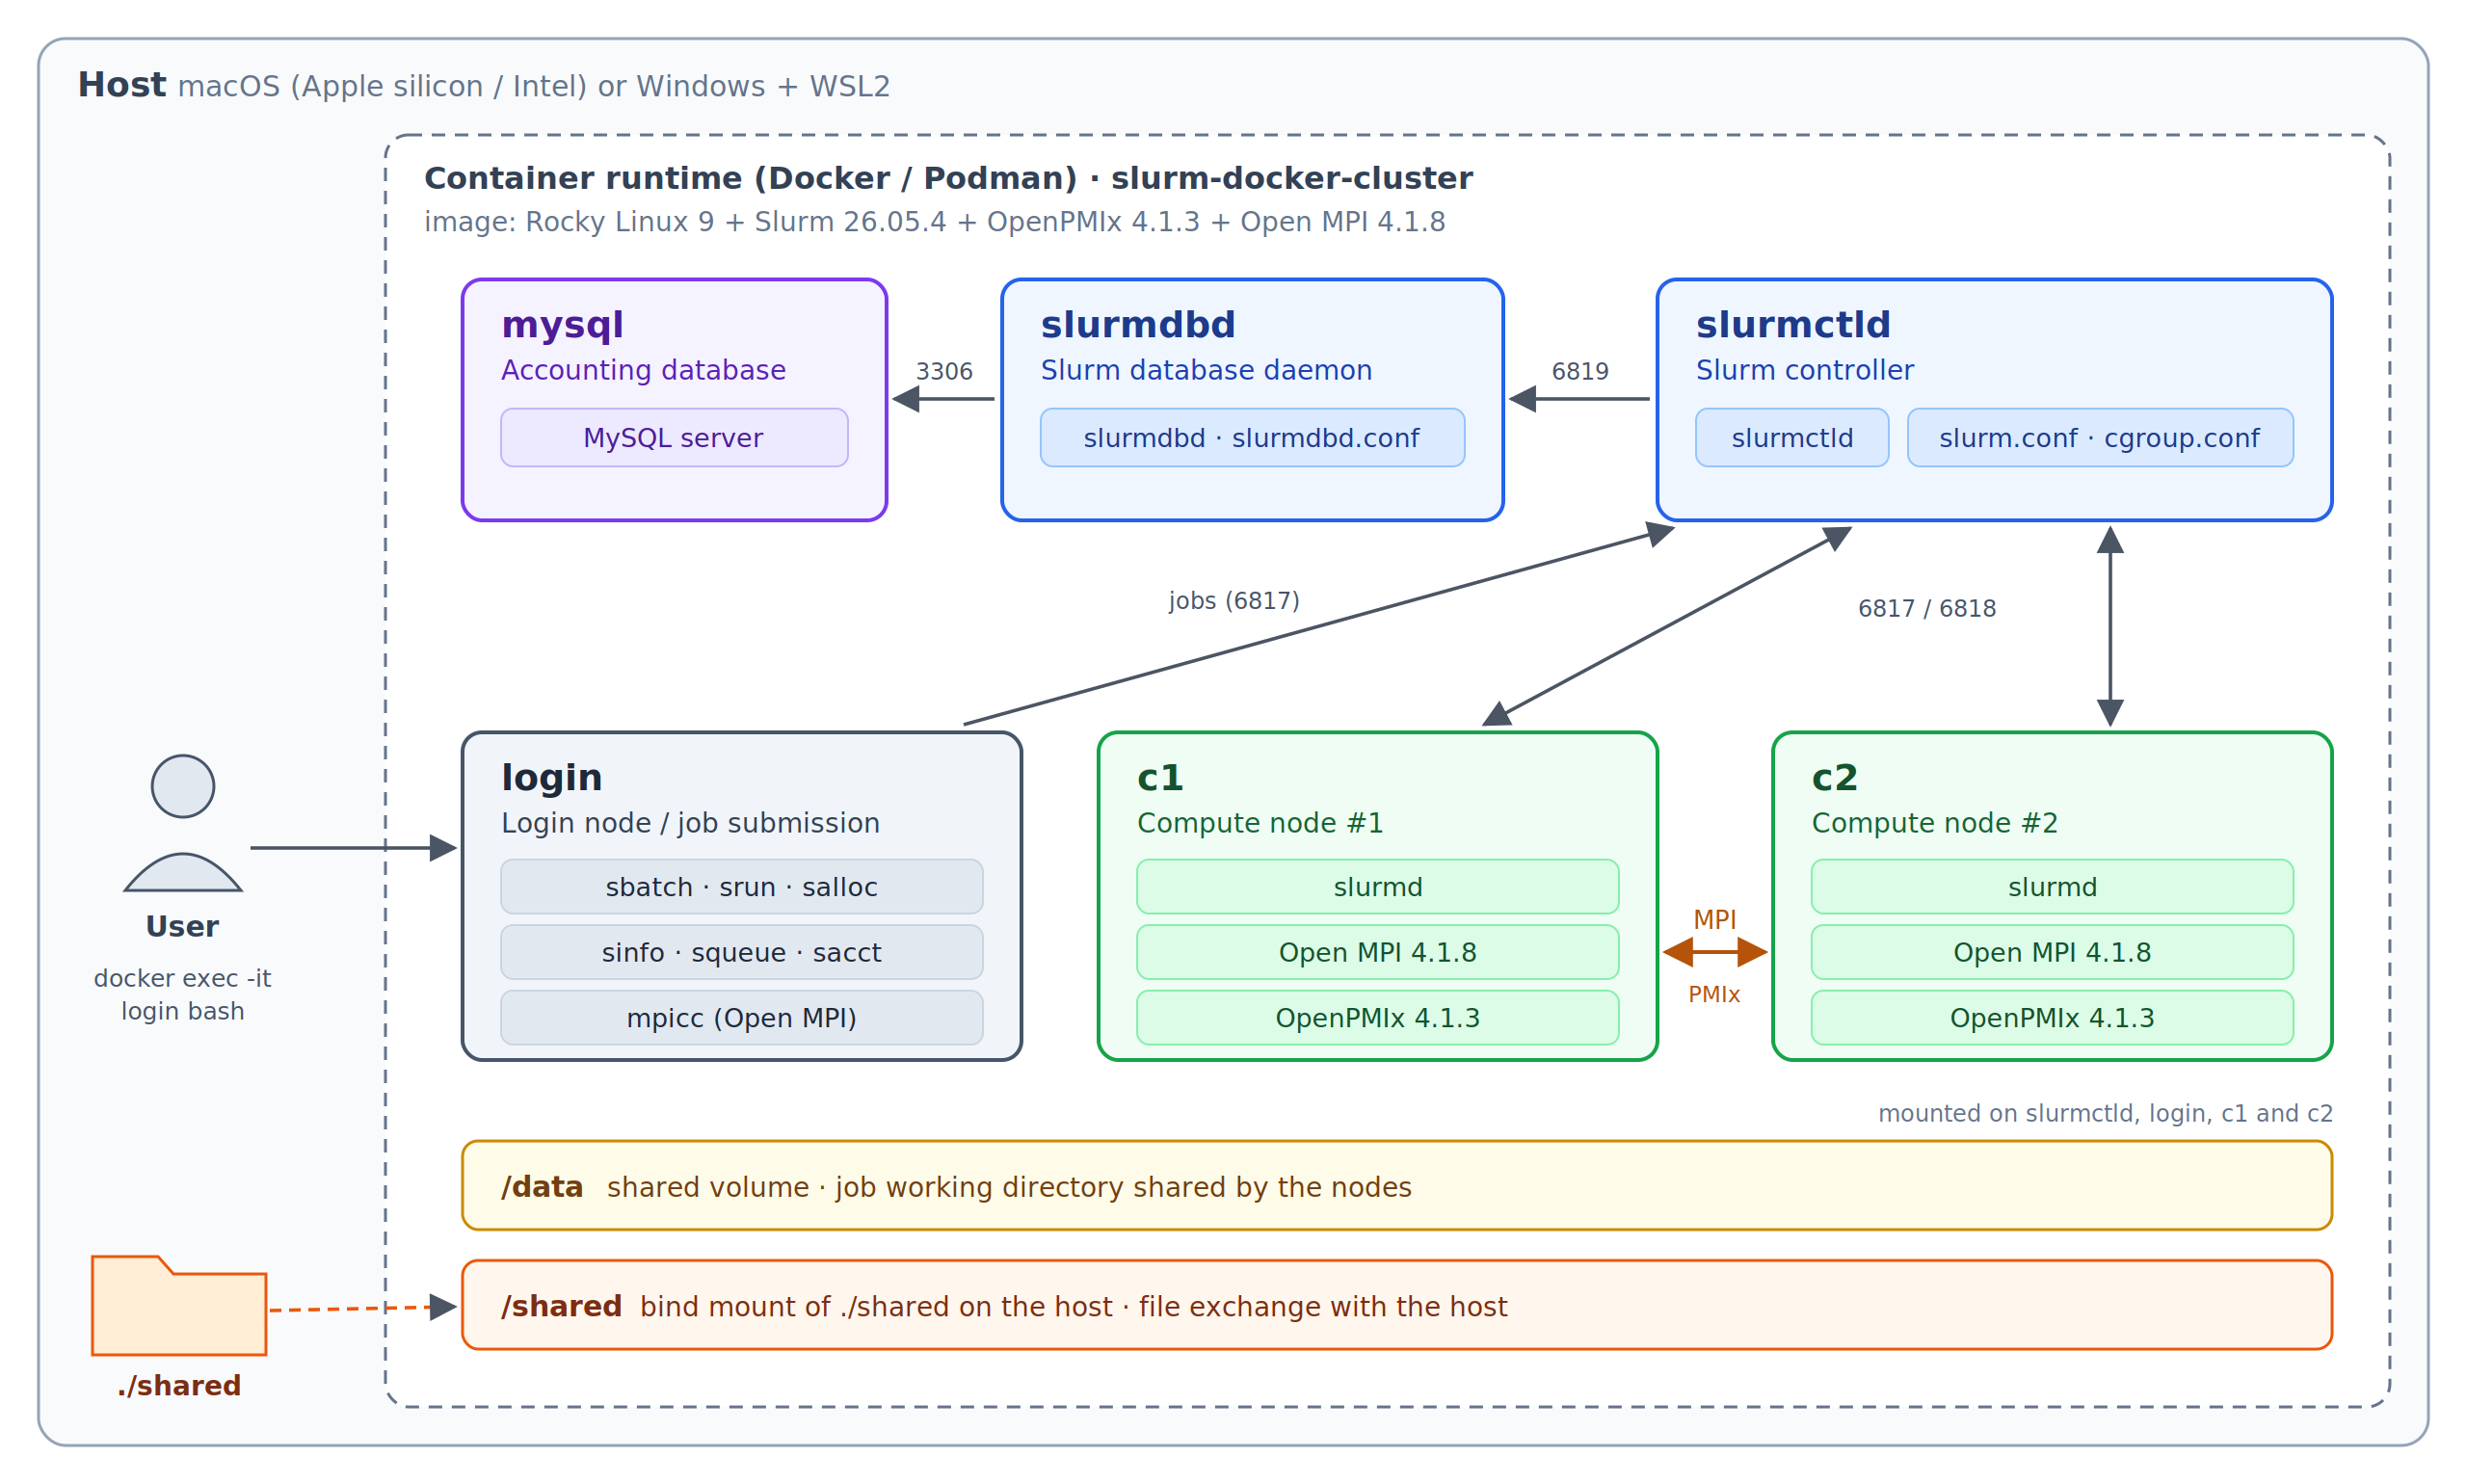 Host macOS (Apple silicon / Intel) or Windows + WSL2
Container runtime (Docker / Podman) · slurm-docker-cluster
image: Rocky Linux 9 + Slurm 26.05.4 + OpenPMIx 4.1.3 + Open MPI 4.1.8
mysql
Accounting database
MySQL server
3306
slurmdbd
Slurm database daemon
slurmdbd · slurmdbd.conf
6819
slurmctld
Slurm controller
slurmctld
slurm.conf · cgroup.conf
jobs (6817)
6817 / 6818
User
docker exec -it
login bash
login
Login node / job submission
sbatch · srun · salloc
sinfo · squeue · sacct
mpicc (Open MPI)
c1
Compute node #1
slurmd
Open MPI 4.1.8
OpenPMIx 4.1.3
MPI
PMIx
c2
Compute node #2
slurmd
Open MPI 4.1.8
OpenPMIx 4.1.3
mounted on slurmctld, login, c1 and c2
/data shared volume · job working directory shared by the nodes
/shared bind mount of ./shared on the host · file exchange with the host
./shared